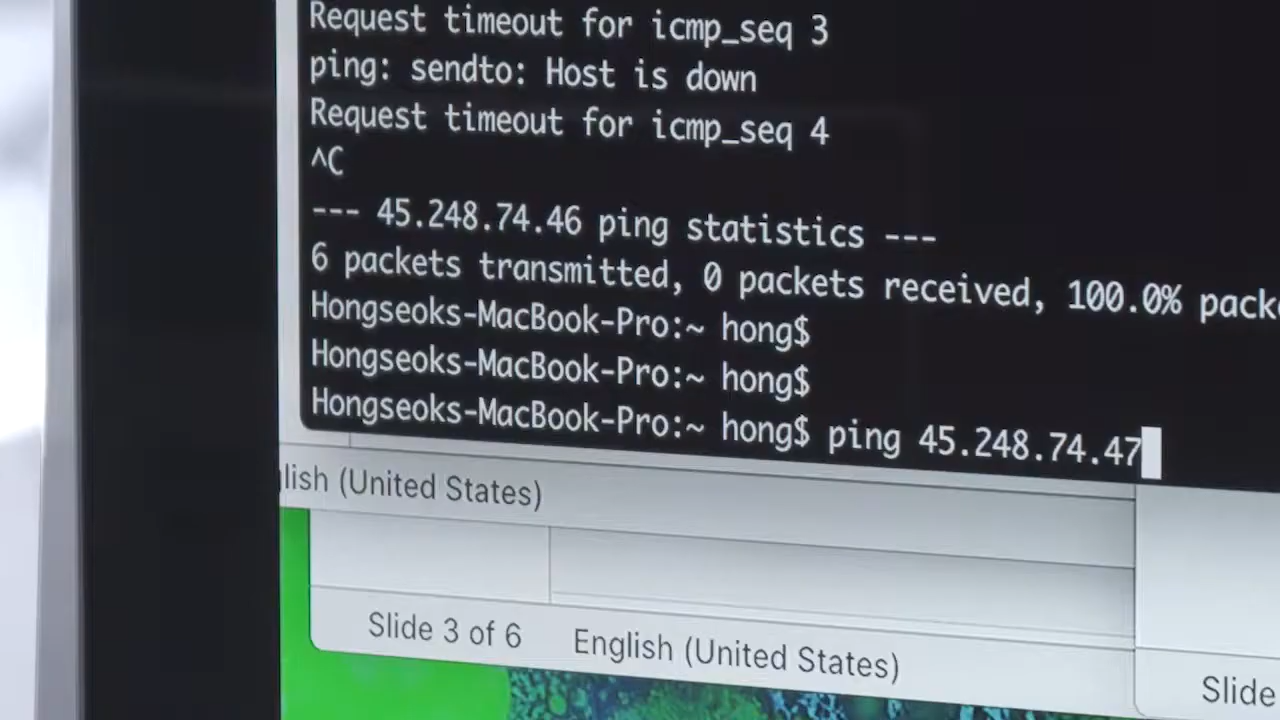 Request timeout for icmp_seq 3
ping: sendto: Host is down
Request timeout for icmp_seq 4
^C
--- 45.248.74.46 ping statistics ---
6 packets transmitted, 0 packets received, 100.0% pack
Hongseoks-MacBook-Pro:~ hong$
Hongseoks-MacBook-Pro:~ hong$
Hongseoks-MacBook-Pro:~ hong$ ping 45.248.74.47
lish (United States)
Slide 3 of 6 English (United States)
Slide